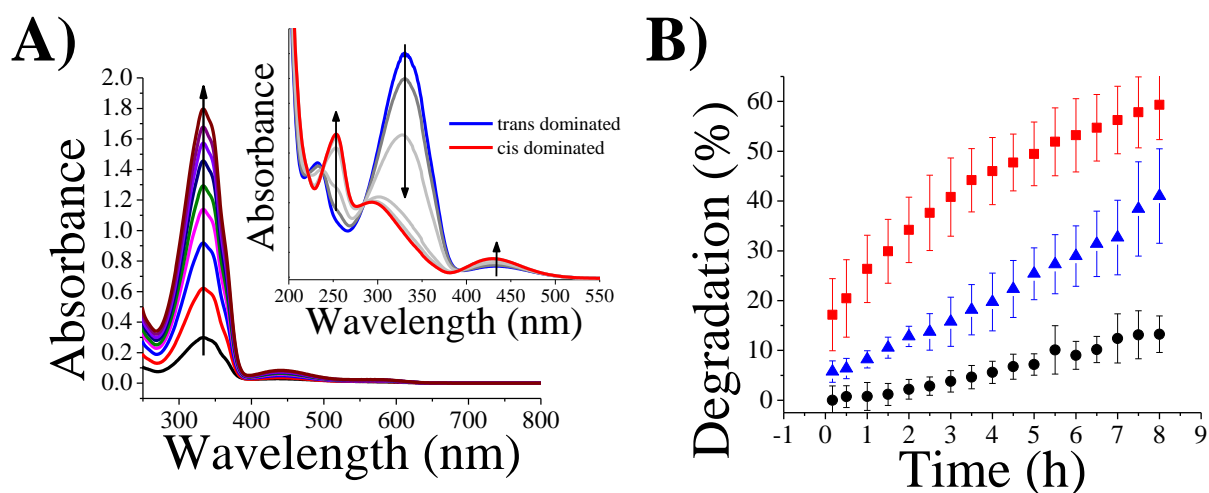 A)
Absorbance
2.0
1.8
1.6
1.4
1.2
1.0
0.8
0.6
0.4
0.2
0.0
300 400 500 600 700 800
Wavelength (nm)
Absorbance
trans dominated
cis dominated
200 250 300 350 400 450 500 550
Wavelength (nm)
B)
Degradation (%)
60
50
40
30
20
10
0
-1 0 1 2 3 4 5 6 7 8 9
Time (h)